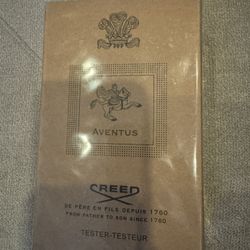 AVENTUS
CREED
DE PÈRE EN FILS DEPUIS 1760
FROM FATHER TO SON SINCE 1760
TESTER-TESTEUR